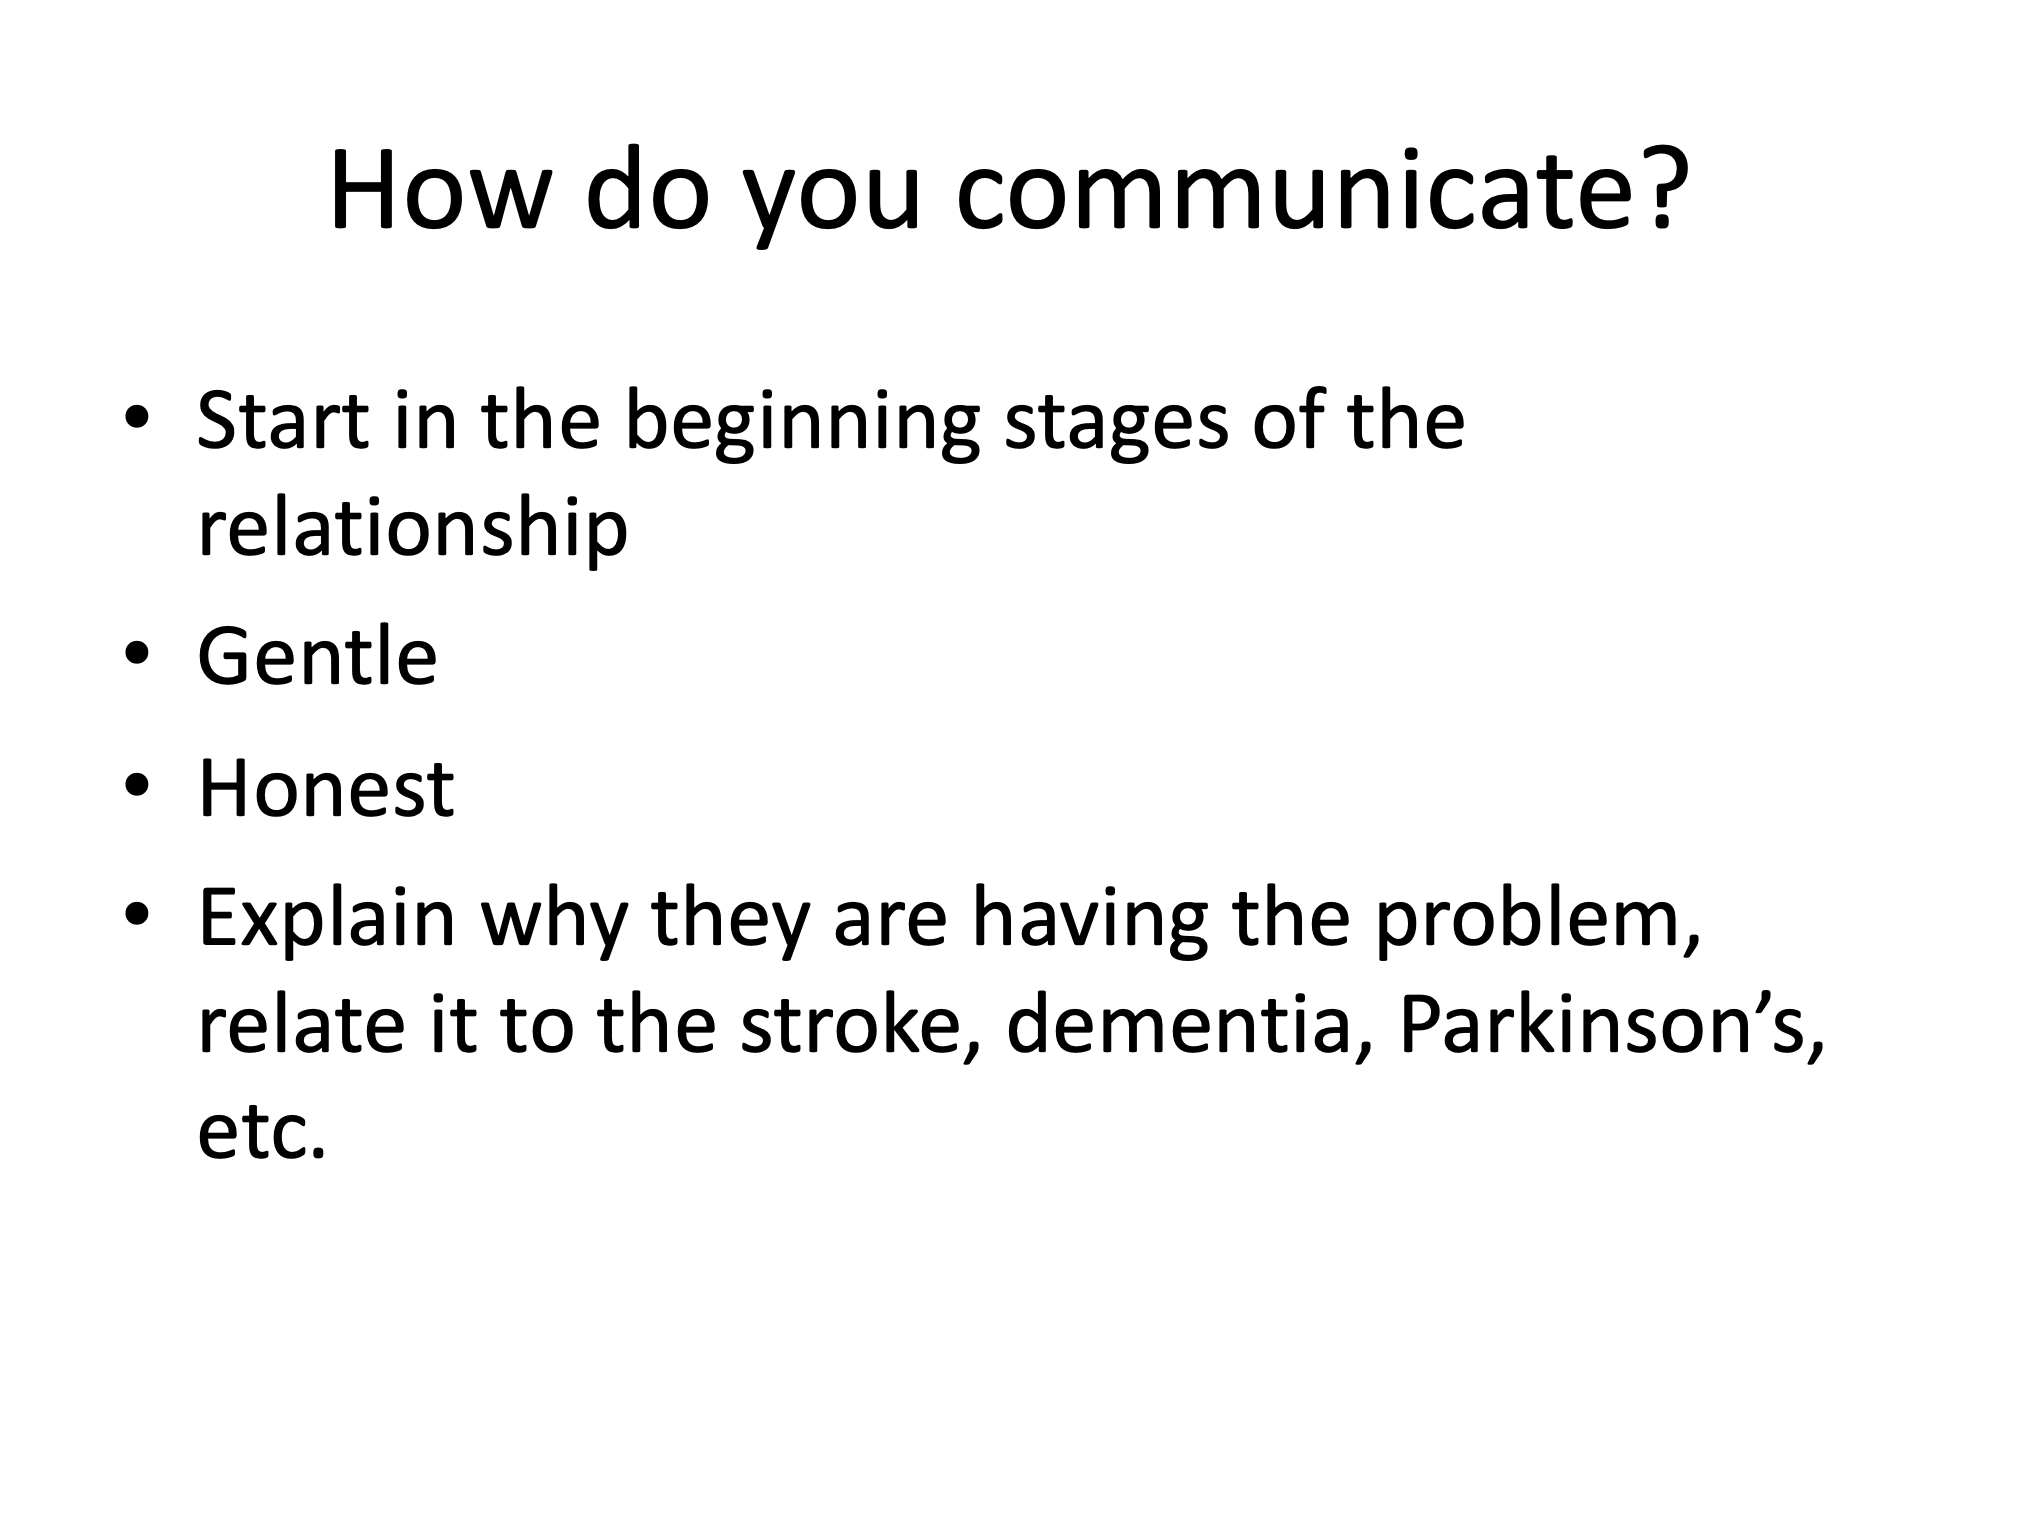 How do you communicate?
• Start in the beginning stages of the
relationship
• Gentle
• Honest
• Explain why they are having the problem,
relate it to the stroke, dementia, Parkinson’s,
etc.